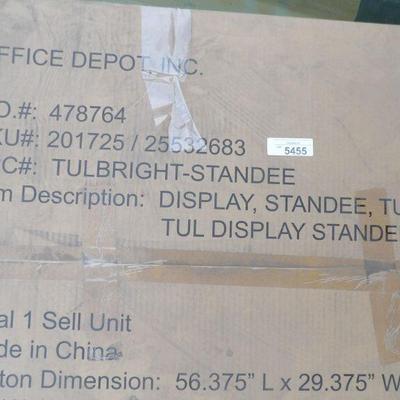 FFICE DEPOT, INC.
O.#: 478764
KU#: 201725 / 25532683
5455
C#: TULBRIGHT-STANDEE
m Description: DISPLAY, STANDEE, TU
TUL DISPLAY STANDE
al 1 Sell Unit
de in China
ton Dimension: 56.375" L x 29.375" W